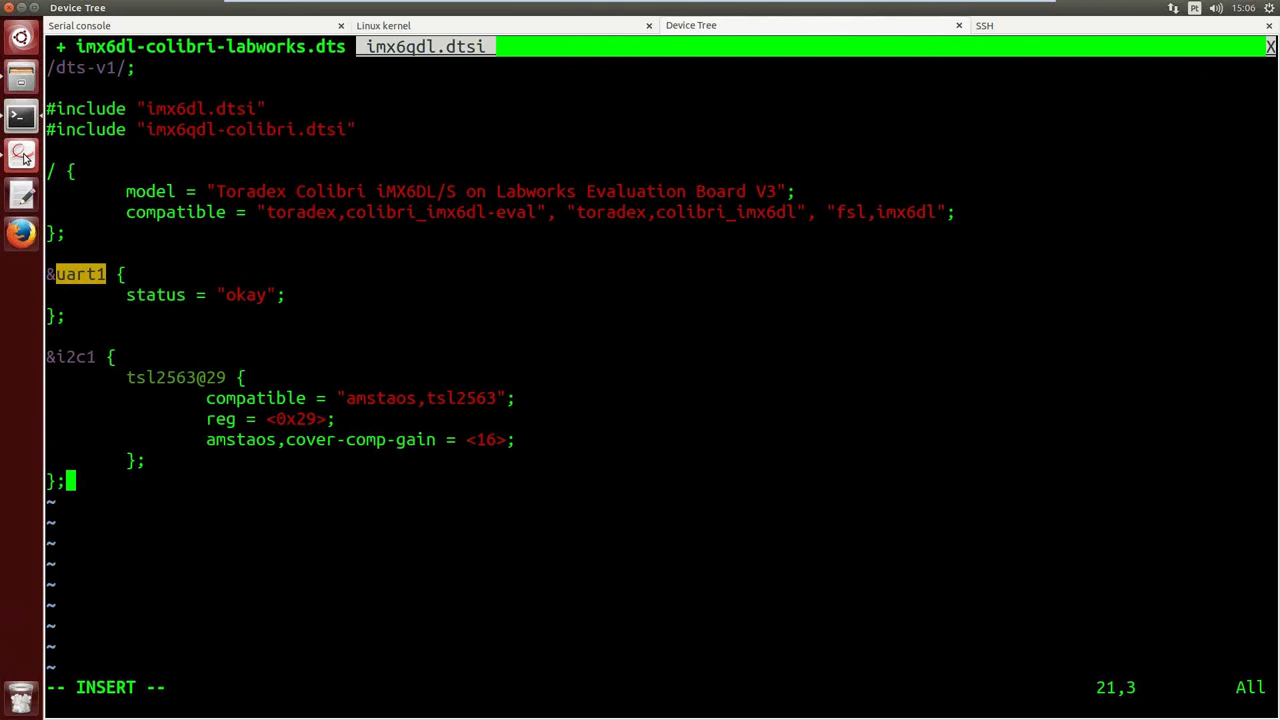 Device Tree
Pt
15:06
Serial console
Linux kernel
Device Tree
SSH
+ imx6dl-colibri-labworks.dts imx6qdl.dtsi X
/dts-v1/;
#include "imx6dl.dtsi"
#include "imx6qdl-colibri.dtsi"
/ {
model = "Toradex Colibri iMX6DL/S on Labworks Evaluation Board V3";
compatible = "toradex,colibri_imx6dl-eval", "toradex,colibri_imx6dl", "fsl,imx6dl";
};
&uart1 {
status = "okay";
};
&i2c1 {
tsl2563@29 {
compatible = "amstaos,tsl2563";
reg = <0x29>;
amstaos,cover-comp-gain = <16>;
};
};
~
~
~
~
~
~
~
~
~
-- INSERT -- 21,3 All